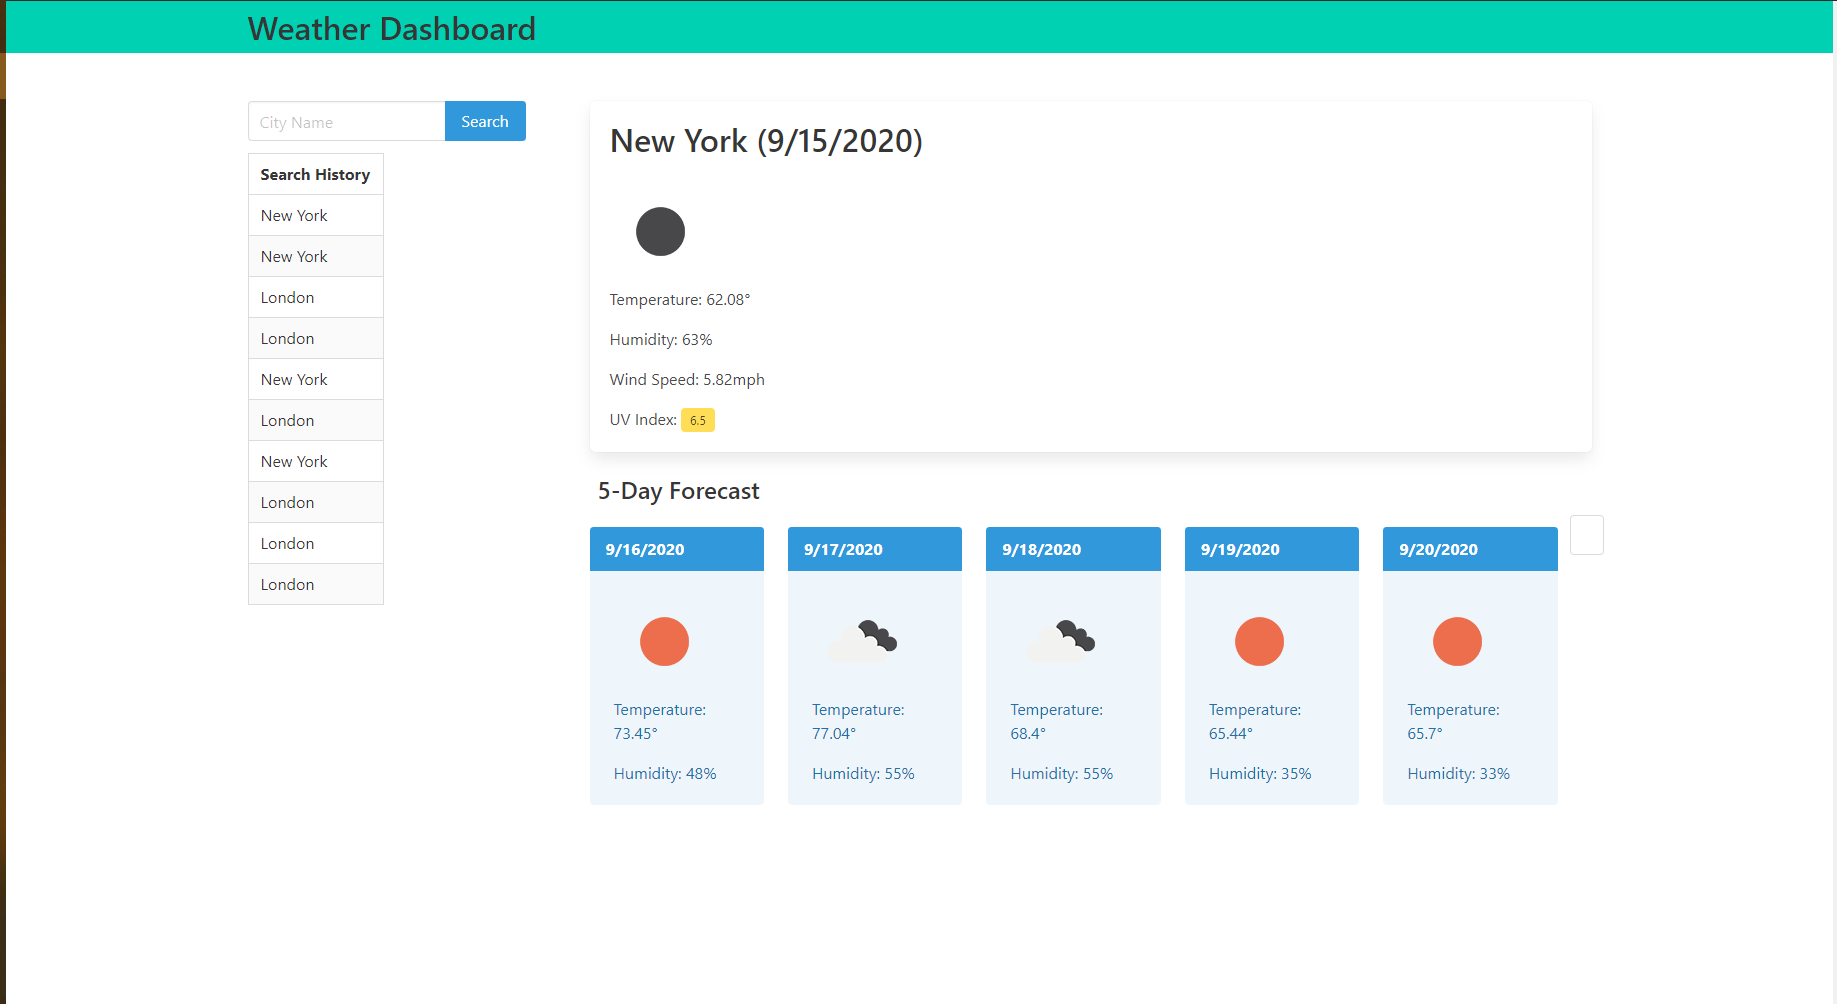 Weather Dashboard
City Name
Search
Search History
New York
New York
London
London
New York
London
New York
London
London
London
New York (9/15/2020)
Temperature: 62.08°
Humidity: 63%
Wind Speed: 5.82mph
UV Index: 6.5
5-Day Forecast
9/16/2020
Temperature:
73.45°
Humidity: 48%
9/17/2020
Temperature:
77.04°
Humidity: 55%
9/18/2020
Temperature:
68.4°
Humidity: 55%
9/19/2020
Temperature:
65.44°
Humidity: 35%
9/20/2020
Temperature:
65.7°
Humidity: 33%